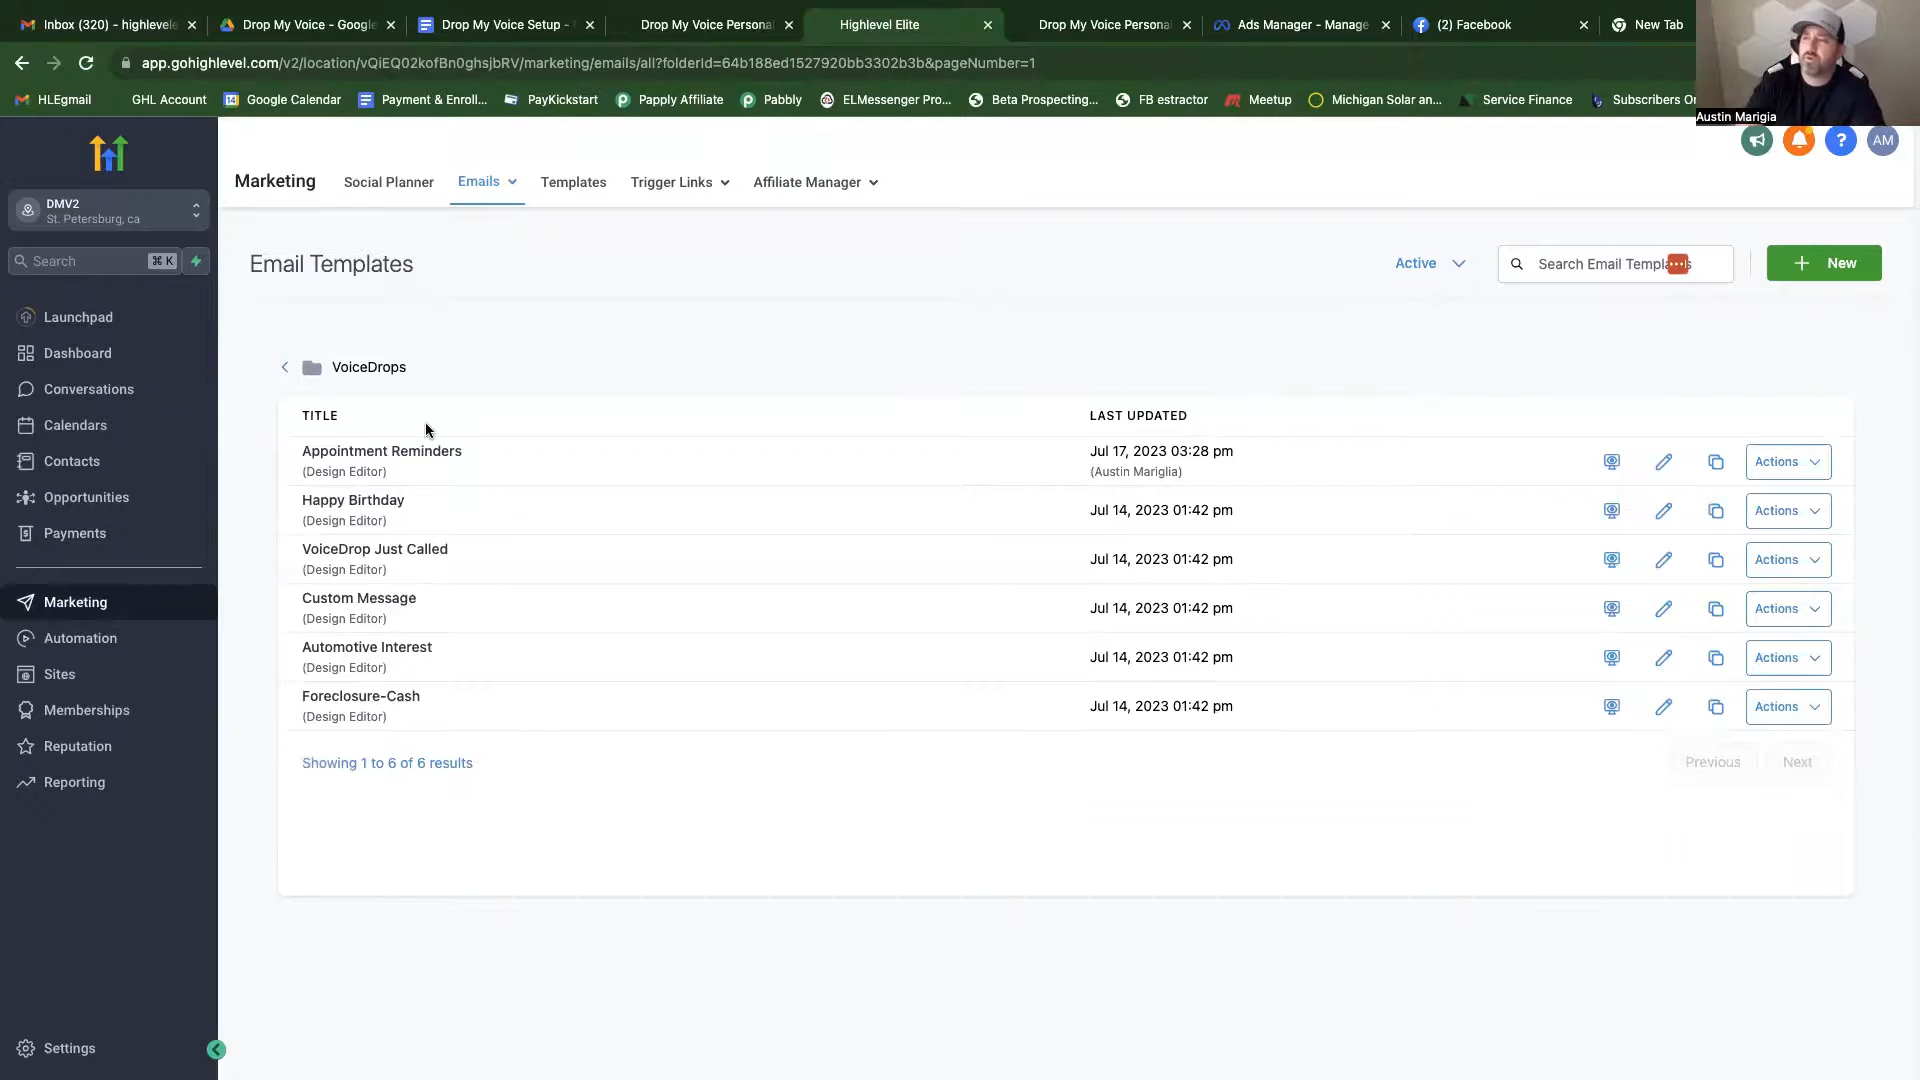 Inbox (320) - highlevele
Drop My Voice - Google
Drop My Voice Setup -
Drop My Voice Persona
Highlevel Elite
Drop My Voice Persona
Ads Manager - Manage
(2) Facebook
New Tab
app.gohighlevel.com/v2/location/vQiEQ02kofBn0ghsjbRV/marketing/emails/all?folderId=64b188ed1527920bb3302b3b&pageNumber=1
HLEgmail
GHL Account
Google Calendar
Payment & Enroll...
PayKickstart
Papply Affiliate
Pabbly
ELMessenger Pro...
Beta Prospecting...
FB estractor
Meetup
Michigan Solar an...
Service Finance
Subscribers Or
Austin Marigia
AM
DMV2
St. Petersburg, ca
Search
⌘ K
Launchpad
Dashboard
Conversations
Calendars
Contacts
Opportunities
Payments
Marketing
Automation
Sites
Memberships
Reputation
Reporting
Settings
Marketing
Social Planner
Emails
Templates
Trigger Links
Affiliate Manager
Email Templates
Active
Search Email Templates
+ New
VoiceDrops
TITLE
LAST UPDATED
Appointment Reminders
(Design Editor)
Jul 17, 2023 03:28 pm
(Austin Mariglia)
Actions
Happy Birthday
(Design Editor)
Jul 14, 2023 01:42 pm
Actions
VoiceDrop Just Called
(Design Editor)
Jul 14, 2023 01:42 pm
Actions
Custom Message
(Design Editor)
Jul 14, 2023 01:42 pm
Actions
Automotive Interest
(Design Editor)
Jul 14, 2023 01:42 pm
Actions
Foreclosure-Cash
(Design Editor)
Jul 14, 2023 01:42 pm
Actions
Showing 1 to 6 of 6 results
Previous
Next